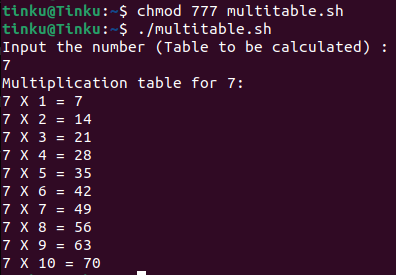 tinku@Tinku:~$ chmod 777 multitable.sh
tinku@Tinku:~$ ./multitable.sh
Input the number (Table to be calculated) :
7
Multiplication table for 7:
7 X 1 = 7
7 X 2 = 14
7 X 3 = 21
7 X 4 = 28
7 X 5 = 35
7 X 6 = 42
7 X 7 = 49
7 X 8 = 56
7 X 9 = 63
7 X 10 = 70